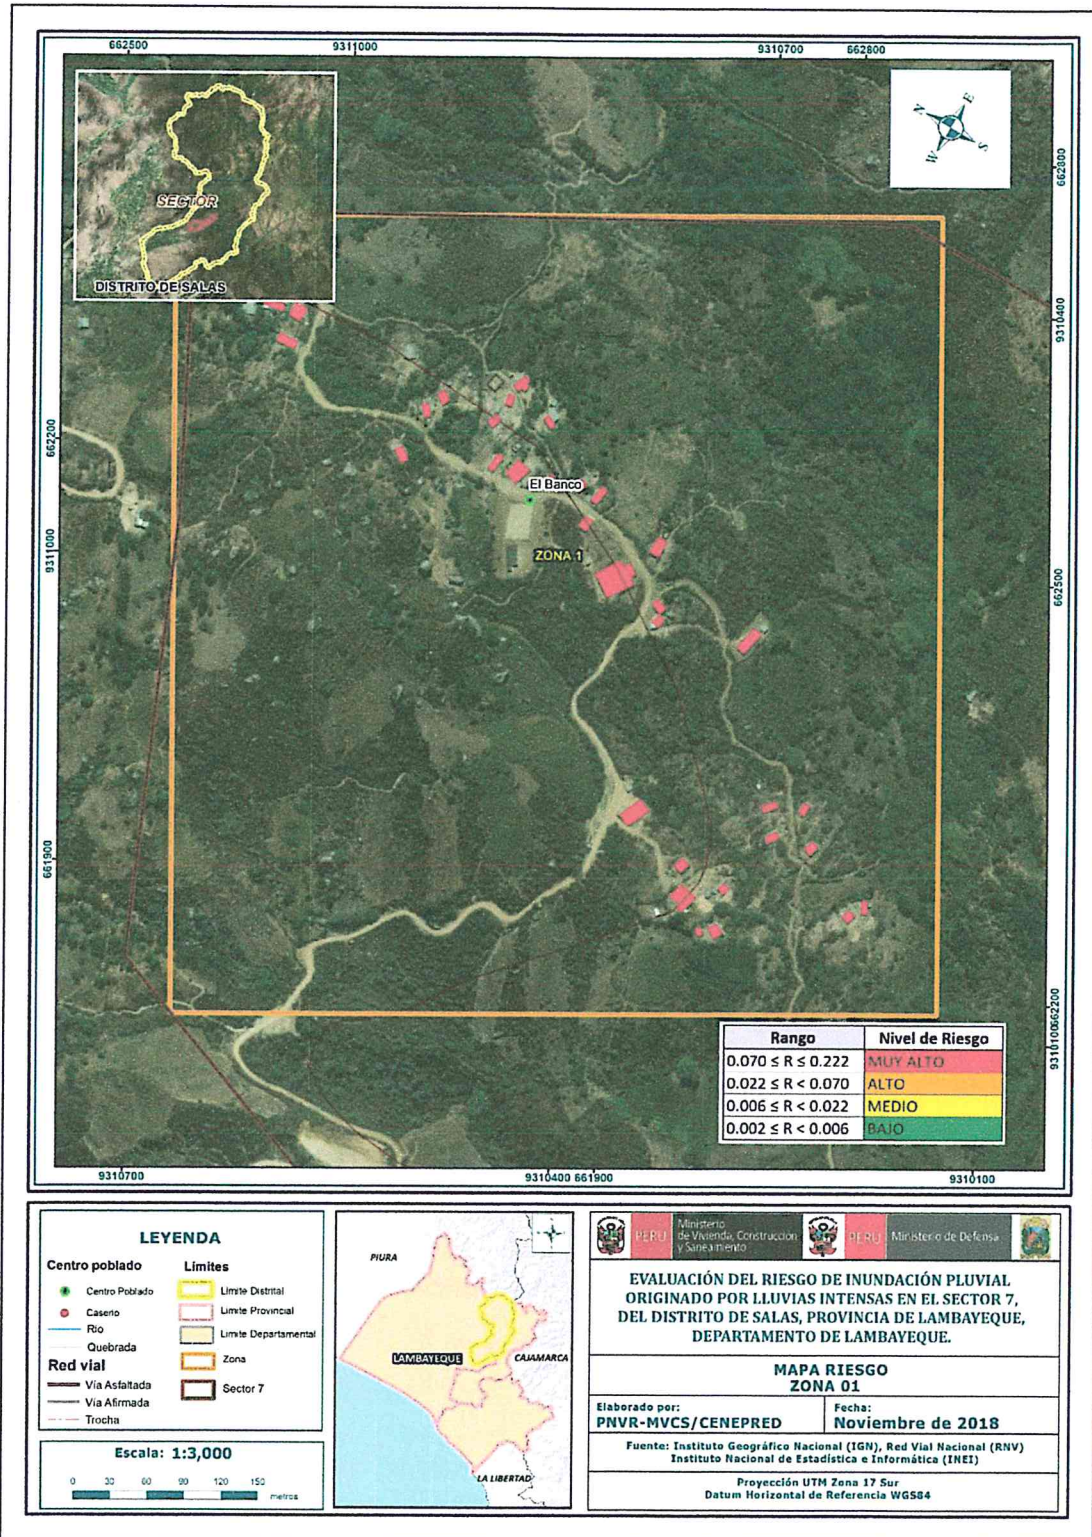 662500
9311000
9310700
662800
N
E
W
S
SECTOR
DISTRITO DE SALAS
662800
9310400
662200
9311000
662500
El Banco
ZONA 1
661900
662200
9310100
Rango
Nivel de Riesgo
0.070 ≤ R ≤ 0.222
MUY ALTO
0.022 ≤ R < 0.070
ALTO
0.006 ≤ R < 0.022
MEDIO
0.002 ≤ R < 0.006
BAJO
9310700
9310400
661900
9310100
LEYENDA
Centro poblado
Centro Poblado
Caserio
Rio
Quebrada
Red vial
Vía Asfaltada
Vía Afirmada
Trocha
Limites
Limite Distrital
Limite Provincial
Limite Departamental
Zona
Sector 7
Escala: 1:3,000
0 30 60 90 120 150
metros
PIURA
LAMBAYEQUE
CAJAMARCA
LA LIBERTAD
PERÚ
Ministerio
de Vivienda, Construcción
y Saneamiento
PERÚ
Ministerio de Defensa
EVALUACIÓN DEL RIESGO DE INUNDACIÓN PLUVIAL
ORIGINADO POR LLUVIAS INTENSAS EN EL SECTOR 7,
DEL DISTRITO DE SALAS, PROVINCIA DE LAMBAYEQUE,
DEPARTAMENTO DE LAMBAYEQUE.
MAPA RIESGO
ZONA 01
Elaborado por:
PNVR-MVCS/CENEPRED
Fecha:
Noviembre de 2018
Fuente: Instituto Geográfico Nacional (IGN), Red Vial Nacional (RNV)
Instituto Nacional de Estadística e Informática (INEI)
Proyección UTM Zona 17 Sur
Datum Horizontal de Referencia WGS84